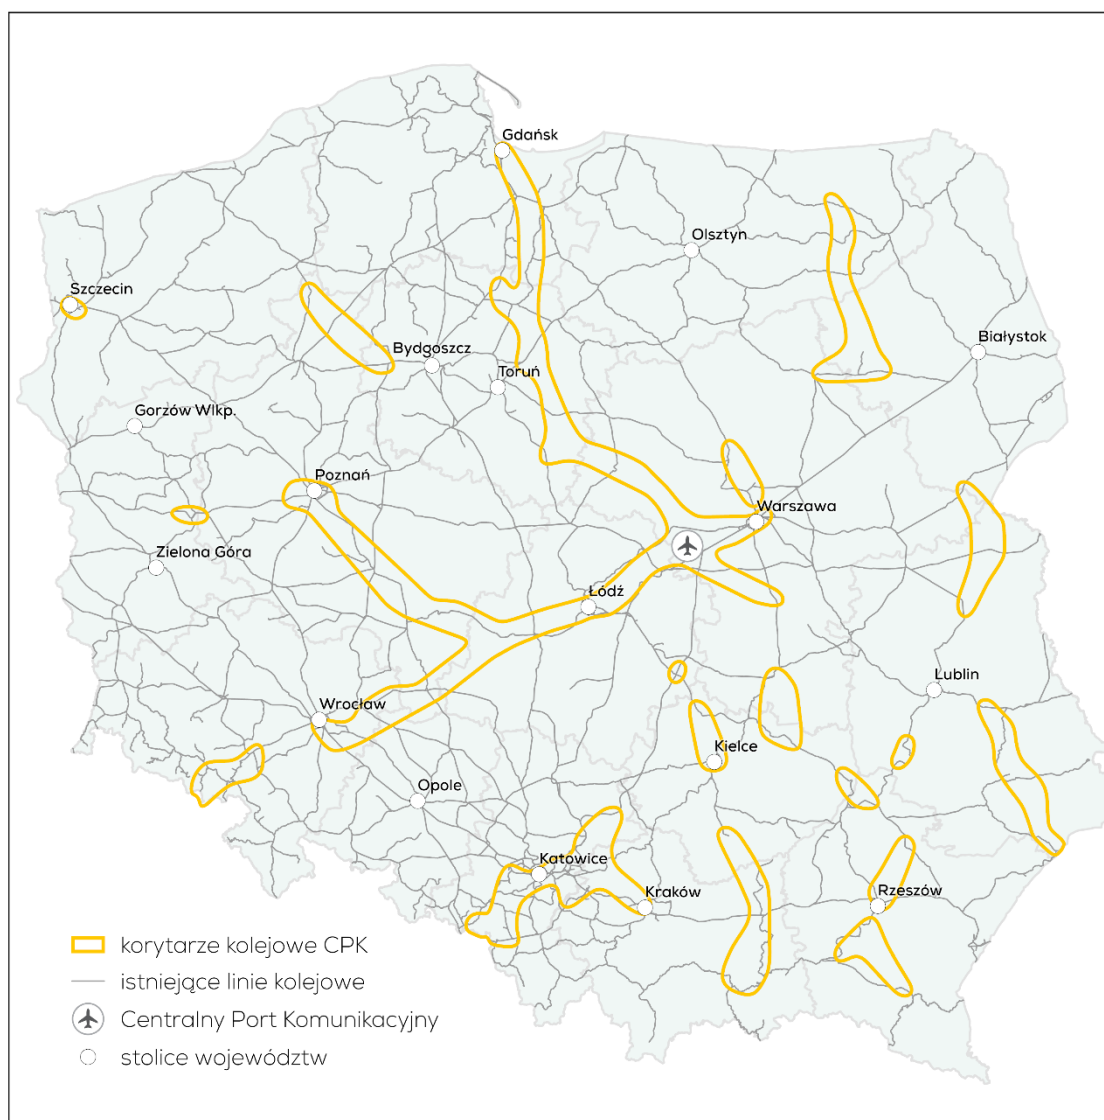 Gdańsk
Olsztyn
Szczecin
Białystok
Bydgoszcz
Toruń
Gorzów Wlkp.
Poznań
Warszawa
Zielona Góra
Łódź
Lublin
Wrocław
Kielce
Opole
Katowice
Kraków
Rzeszów
korytarze kolejowe CPK
istniejące linie kolejowe
Centralny Port Komunikacyjny
stolice województw